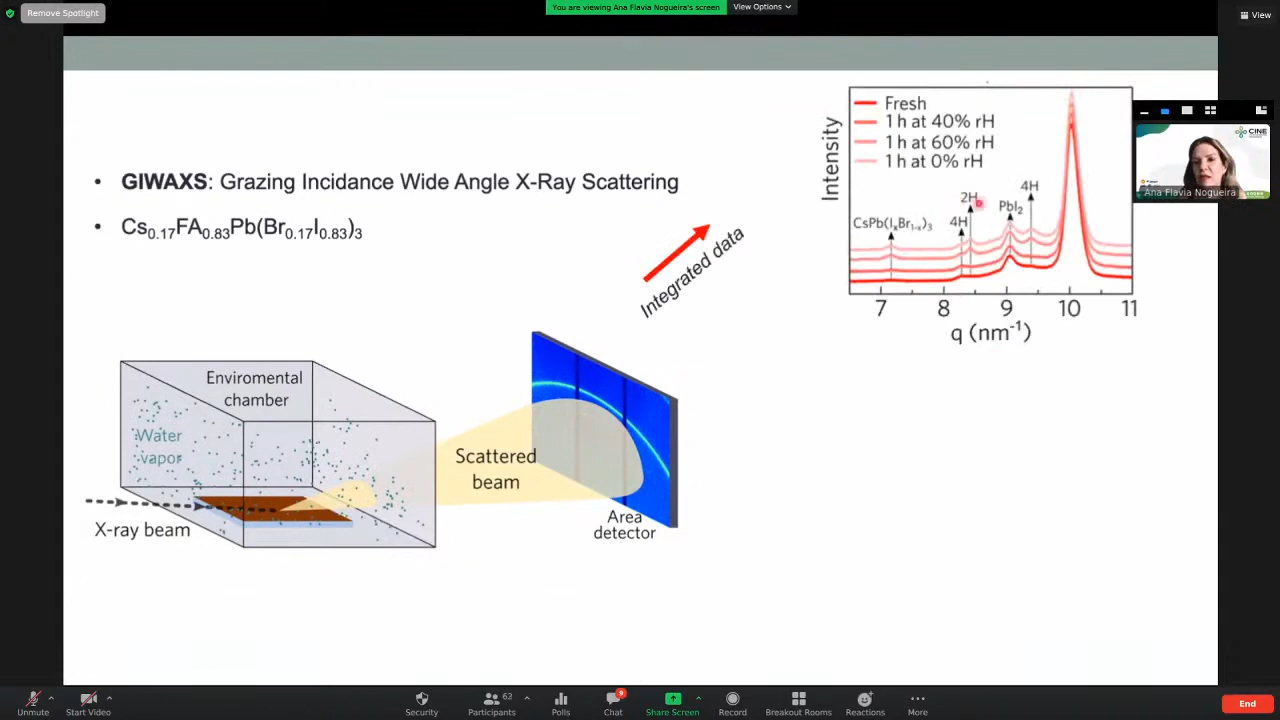 Remove Spotlight
You are viewing Ana Flavia Nogueira's screen
View Options
View
• GIWAXS: Grazing Incidance Wide Angle X-Ray Scattering
• Cs0.17FA0.83Pb(Br0.17I0.83)3
Integrated data
Intensity
Fresh
1 h at 40% rH
1 h at 60% rH
1 h at 0% rH
CsPb(IxBr1-x)3
4H
2H
PbI2
4H
7 8 9 10 11
q (nm-1)
CINE
Ana Flavia Nogueira
Enviromental
chamber
Water
vapor
X-ray beam
Scattered
beam
Area
detector
Unmute
Start Video
Security
63
Participants
Polls
9
Chat
Share Screen
Record
Breakout Rooms
Reactions
More
End